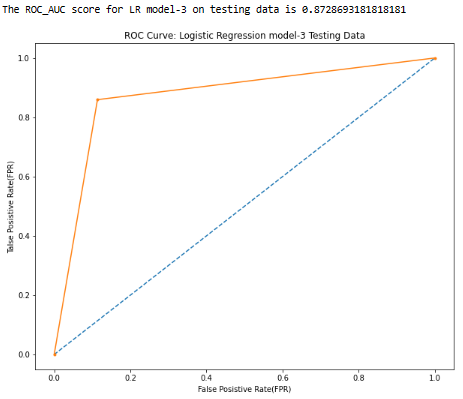 The ROC_AUC score for LR model-3 on testing data is 0.8728693181818181
ROC Curve: Logistic Regression model-3 Testing Data
1.0
0.8
0.6
0.4
0.2
0.0
Talse Posistive Rate(FPR)
0.0 0.2 0.4 0.6 0.8 1.0
False Posistive Rate(FPR)